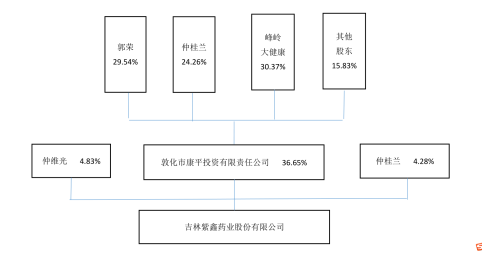 郭荣
29.54%
仲桂兰
24.26%
峰岭
大健康
30.37%
其他
股东
15.83%
仲维光 4.83%
敦化市康平投资有限责任公司 36.65%
仲桂兰 4.28%
吉林紫鑫药业股份有限公司